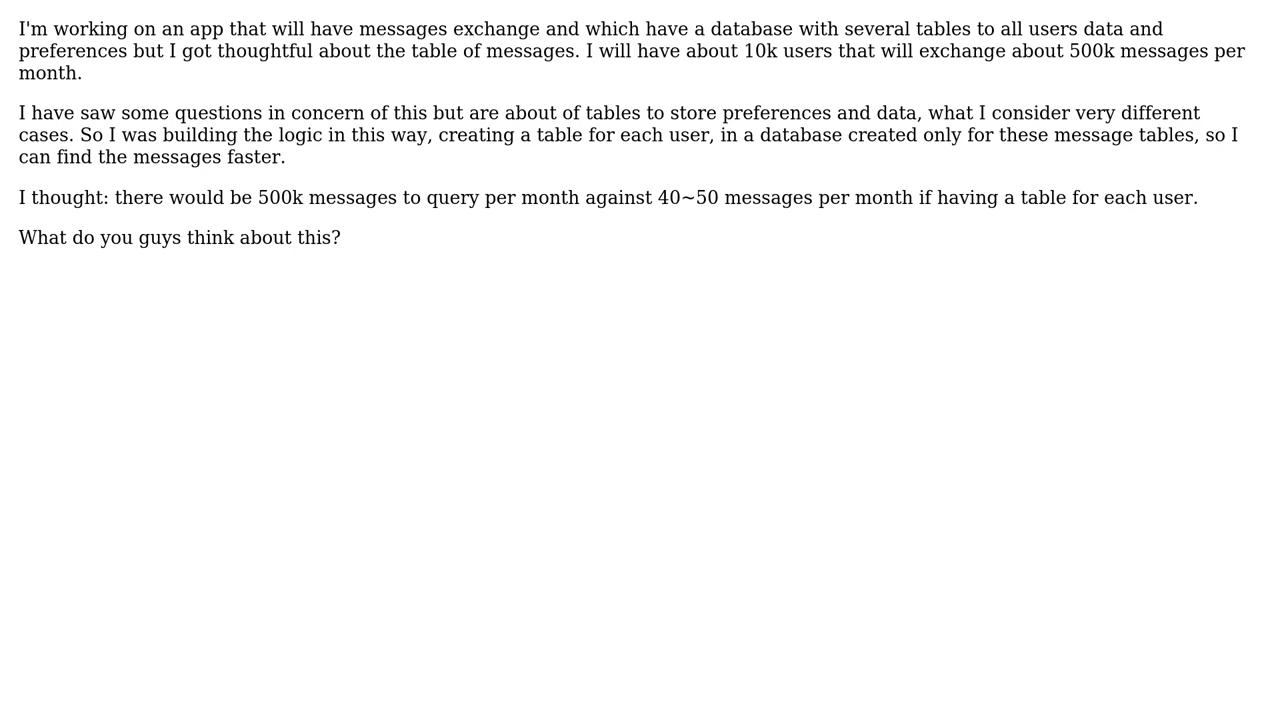 I'm working on an app that will have messages exchange and which have a database with several tables to all users data and
preferences but I got thoughtful about the table of messages. I will have about 10k users that will exchange about 500k messages per
month.
I have saw some questions in concern of this but are about of tables to store preferences and data, what I consider very different
cases. So I was building the logic in this way, creating a table for each user, in a database created only for these message tables, so I
can find the messages faster.
I thought: there would be 500k messages to query per month against 40~50 messages per month if having a table for each user.
What do you guys think about this?